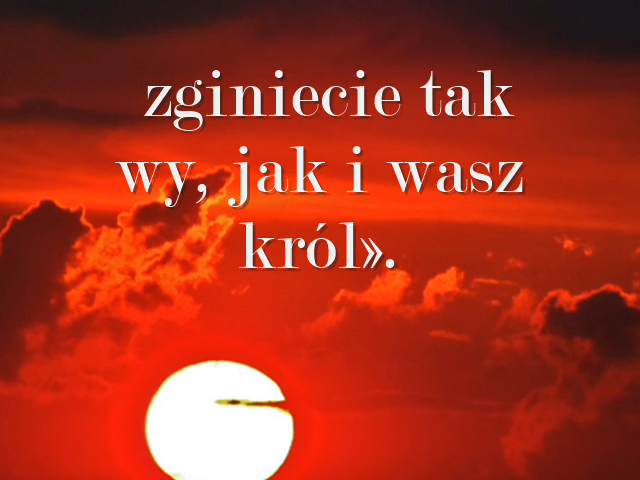 zginiecie tak
wy, jak i wasz
król».